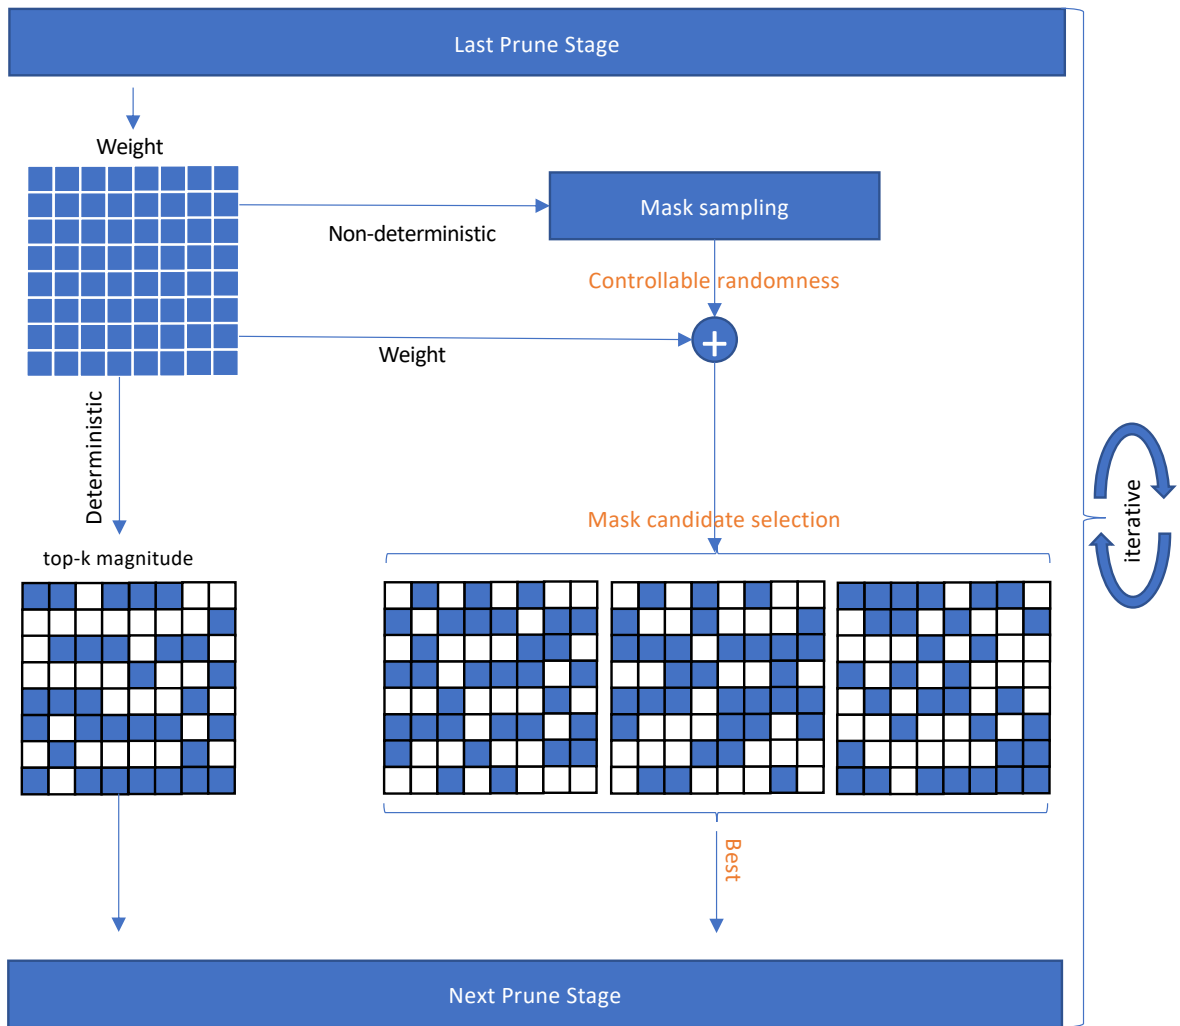 Last Prune Stage
Weight
Mask sampling
Non-deterministic
Controllable randomness
+
Weight
Deterministic
Mask candidate selection
iterative
top-k magnitude
Best
Next Prune Stage